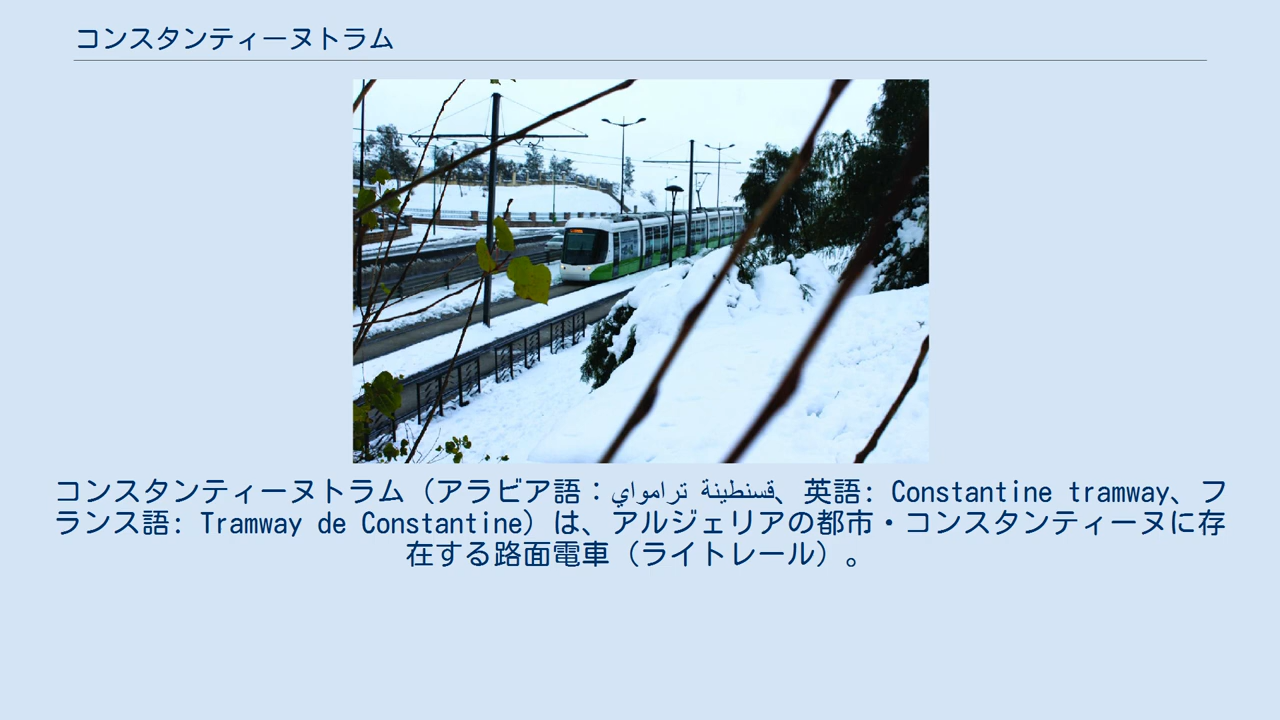 コンスタンティーヌトラム
コンスタンティーヌトラム（アラビア語：ترامواي قسنطينة、英語: Constantine tramway、フ
ランス語: Tramway de Constantine）は、アルジェリアの都市・コンスタンティーヌに存
在する路面電車（ライトレール）。